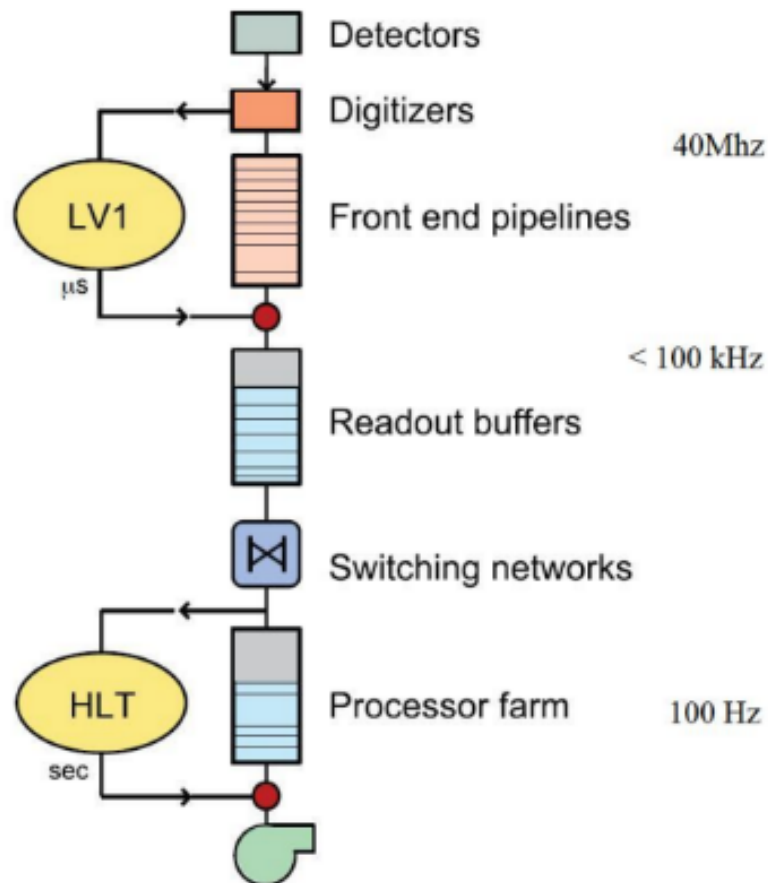 Detectors
Digitizers
40Mhz
LV1
Front end pipelines
μs
< 100 kHz
Readout buffers
Switching networks
HLT
Processor farm
100 Hz
sec